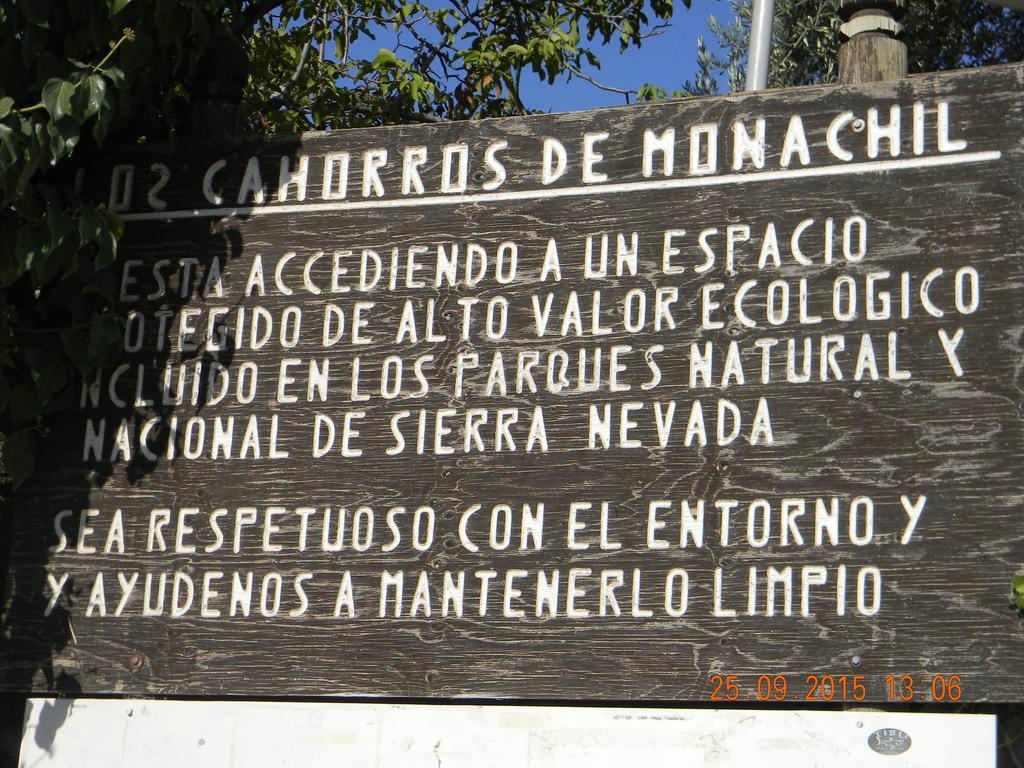 LOS CAHORROS DE MONACHIL
ESTA ACCEDIENDO A UN ESPACIO
OTEGIDO DE ALTO VALOR ECOLOGICO
NCLUIDO EN LOS PARQUES NATURAL Y
NACIONAL DE SIERRA NEVADA
SEA RESPETUOSO CON EL ENTORNO Y
Y AYUDENOS A MANTENERLO LIMPIO
25.09.2015 13:06
TIBU